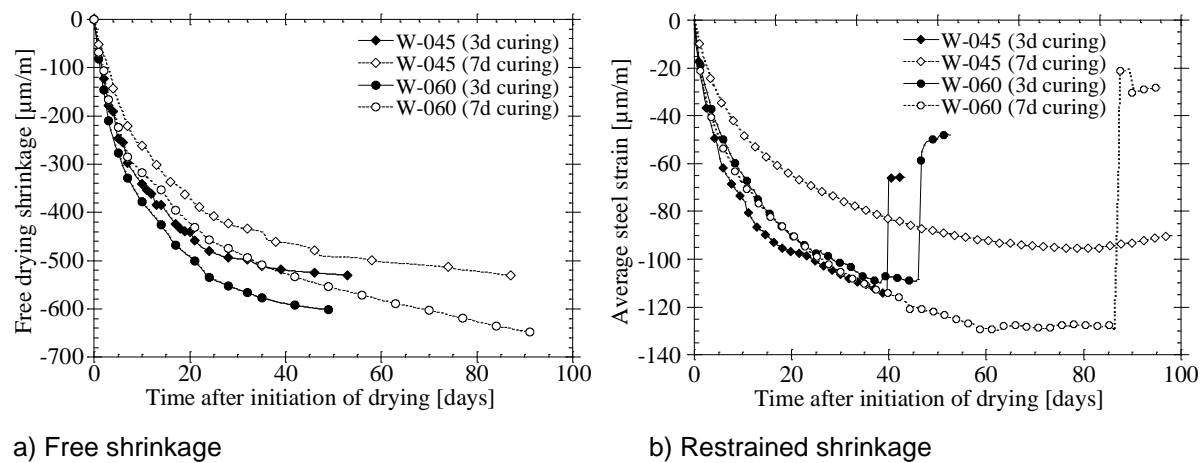 0
-100
-200
-300
-400
-500
-600
-700
0 20 40 60 80 100
Free drying shrinkage [µm/m]
Time after initiation of drying [days]
W-045 (3d curing)
W-045 (7d curing)
W-060 (3d curing)
W-060 (7d curing)
a) Free shrinkage
0
-20
-40
-60
-80
-100
-120
-140
0 20 40 60 80 100
Average steel strain [µm/m]
Time after initiation of drying [days]
W-045 (3d curing)
W-045 (7d curing)
W-060 (3d curing)
W-060 (7d curing)
b) Restrained shrinkage